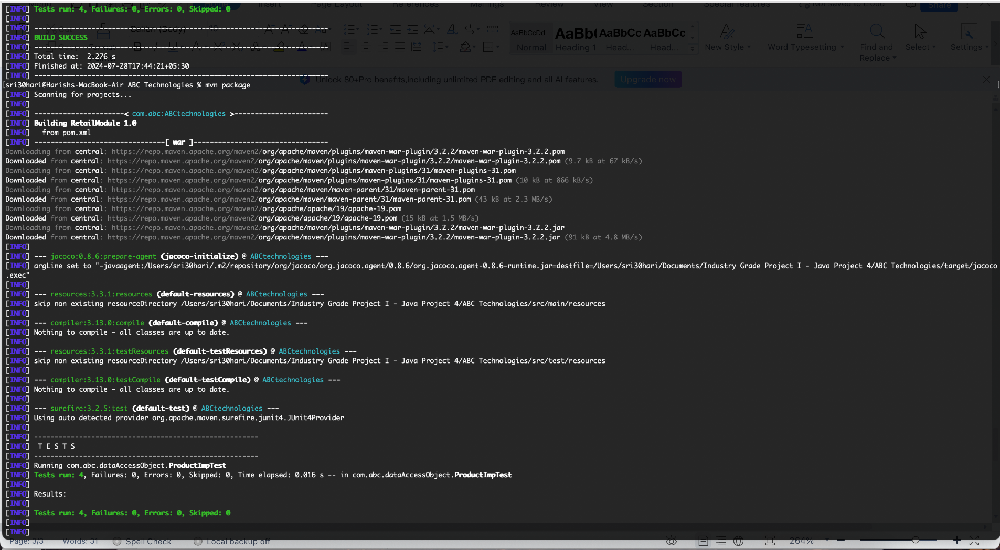 [INFO] Tests run: 4, Failures: 0, Errors: 0, Skipped: 0
[INFO]
[INFO] ------------------------------------------------------------------------
[INFO] BUILD SUCCESS
[INFO] ------------------------------------------------------------------------
[INFO] Total time:  2.276 s
[INFO] Finished at: 2024-07-28T17:44:21+05:30
[INFO] ------------------------------------------------------------------------
sri30hari@Harishs-MacBook-Air ABC Technologies % mvn package
[INFO] Scanning for projects...
[INFO]
[INFO] ----------------------< com.abc:ABCtechnologies >-----------------------
[INFO] Building RetailModule 1.0
[INFO]   from pom.xml
[INFO] --------------------------------[ war ]---------------------------------
Downloading from central: https://repo.maven.apache.org/maven2/org/apache/maven/plugins/maven-war-plugin/3.2.2/maven-war-plugin-3.2.2.pom
Downloaded from central: https://repo.maven.apache.org/maven2/org/apache/maven/plugins/maven-war-plugin/3.2.2/maven-war-plugin-3.2.2.pom (9.7 kB at 67 kB/s)
Downloading from central: https://repo.maven.apache.org/maven2/org/apache/maven/plugins/maven-plugins/31/maven-plugins-31.pom
Downloaded from central: https://repo.maven.apache.org/maven2/org/apache/maven/plugins/maven-plugins/31/maven-plugins-31.pom (10 kB at 866 kB/s)
Downloading from central: https://repo.maven.apache.org/maven2/org/apache/maven/maven-parent/31/maven-parent-31.pom
Downloaded from central: https://repo.maven.apache.org/maven2/org/apache/maven/maven-parent/31/maven-parent-31.pom (43 kB at 2.3 MB/s)
Downloading from central: https://repo.maven.apache.org/maven2/org/apache/apache/19/apache-19.pom
Downloaded from central: https://repo.maven.apache.org/maven2/org/apache/apache/19/apache-19.pom (15 kB at 1.5 MB/s)
Downloading from central: https://repo.maven.apache.org/maven2/org/apache/maven/plugins/maven-war-plugin/3.2.2/maven-war-plugin-3.2.2.jar
Downloaded from central: https://repo.maven.apache.org/maven2/org/apache/maven/plugins/maven-war-plugin/3.2.2/maven-war-plugin-3.2.2.jar (91 kB at 4.8 MB/s)
[INFO]
[INFO] --- jacoco:0.8.6:prepare-agent (jacoco-initialize) @ ABCtechnologies ---
[INFO] argLine set to "-javaagent:/Users/sri30hari/.m2/repository/org/jacoco/org.jacoco.agent/0.8.6/org.jacoco.agent-0.8.6-runtime.jar=destfile=/Users/sri30hari/Documents/Industry Grade Project I - Java Project 4/ABC Technologies/target/jacoco
.exec"
[INFO]
[INFO] --- resources:3.3.1:resources (default-resources) @ ABCtechnologies ---
[INFO] skip non existing resourceDirectory /Users/sri30hari/Documents/Industry Grade Project I - Java Project 4/ABC Technologies/src/main/resources
[INFO]
[INFO] --- compiler:3.13.0:compile (default-compile) @ ABCtechnologies ---
[INFO] Nothing to compile - all classes are up to date.
[INFO]
[INFO] --- resources:3.3.1:testResources (default-testResources) @ ABCtechnologies ---
[INFO] skip non existing resourceDirectory /Users/sri30hari/Documents/Industry Grade Project I - Java Project 4/ABC Technologies/src/test/resources
[INFO]
[INFO] --- compiler:3.13.0:testCompile (default-testCompile) @ ABCtechnologies ---
[INFO] Nothing to compile - all classes are up to date.
[INFO]
[INFO] --- surefire:3.2.5:test (default-test) @ ABCtechnologies ---
[INFO] Using auto detected provider org.apache.maven.surefire.junit4.JUnit4Provider
[INFO]
[INFO] -------------------------------------------------------
[INFO]  T E S T S
[INFO] -------------------------------------------------------
[INFO] Running com.abc.dataAccessObject.ProductImpTest
[INFO] Tests run: 4, Failures: 0, Errors: 0, Skipped: 0, Time elapsed: 0.016 s -- in com.abc.dataAccessObject.ProductImpTest
[INFO]
[INFO] Results:
[INFO]
[INFO] Tests run: 4, Failures: 0, Errors: 0, Skipped: 0
[INFO]
[INFO]
Insert Page Layout References Mailings Review View Section Special Features Not saved to cloud Share
Calibri (Body)
AaBbCcDd AaBb( AaBbCc AaBbCc
Normal Heading 1 Head... Head... New Style Word Typesetting Find and Replace Select Settings
Unlock 80+Pro benefits,including unlimited PDF editing and all AI features. Upgrade now
Page: 3/3 Words: 31 Spell Check Local backup off 264%